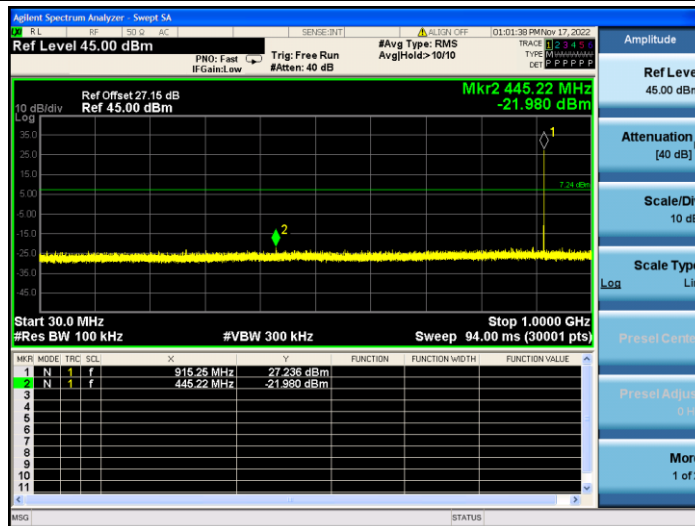 Agilent Spectrum Analyzer - Swept SA
RL RF 50 Ω AC SENSE:INT ALIGN OFF 01:01:38 PM Nov 17, 2022
Ref Level 45.00 dBm
PNO: Fast
IFGain:Low
Trig: Free Run
#Atten: 40 dB
#Avg Type: RMS
Avg|Hold:> 10/10
TRACE 1 2 3 4 5 6
TYPE M
DET P P P P P P
Ref Offset 27.15 dB
10 dB/div Ref 45.00 dBm
Log
Mkr2 445.22 MHz
-21.980 dBm
35.0
25.0
15.0
5.00
-5.00
-15.0
-25.0
-35.0
-45.0
1
7.24 dBm
2
Start 30.0 MHz Stop 1.0000 GHz
#Res BW 100 kHz #VBW 300 kHz Sweep 94.00 ms (30001 pts)
MKR MODE TRC SCL X Y FUNCTION FUNCTION WIDTH FUNCTION VALUE
1 N 1 f 915.25 MHz 27.236 dBm
2 N 1 f 445.22 MHz -21.980 dBm
3
4
5
6
7
8
9
10
11
MSG STATUS
Amplitude
Ref Leve
45.00 dBm
Attenuation
[40 dB]
Scale/Di
10 dB
Scale Type
Log Li
Presel Cente
Presel Adjus
0 H
More
1 of